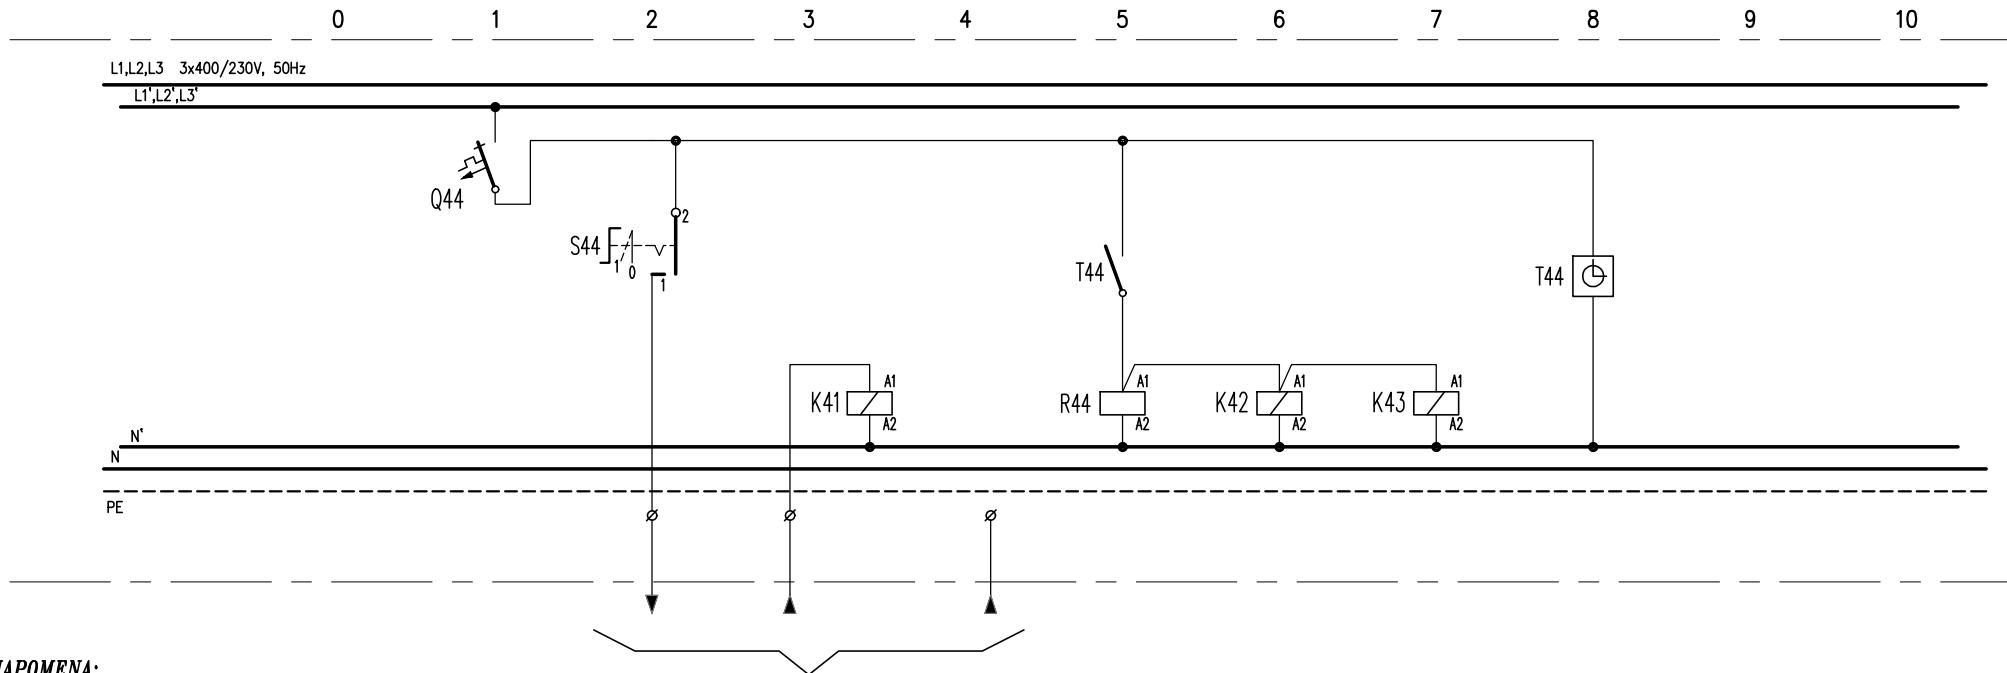 0 1 2 3 4 5 6 7 8 9 10
L1,L2,L3 3x400/230V, 50Hz
L1',L2',L3'
Q44
2
S44
1 0
1
T44
T44
A1
K41
A2
A1
R44
A2
A1
K42
A2
A1
K43
A2
N'
N
PE
NAPOMENA: